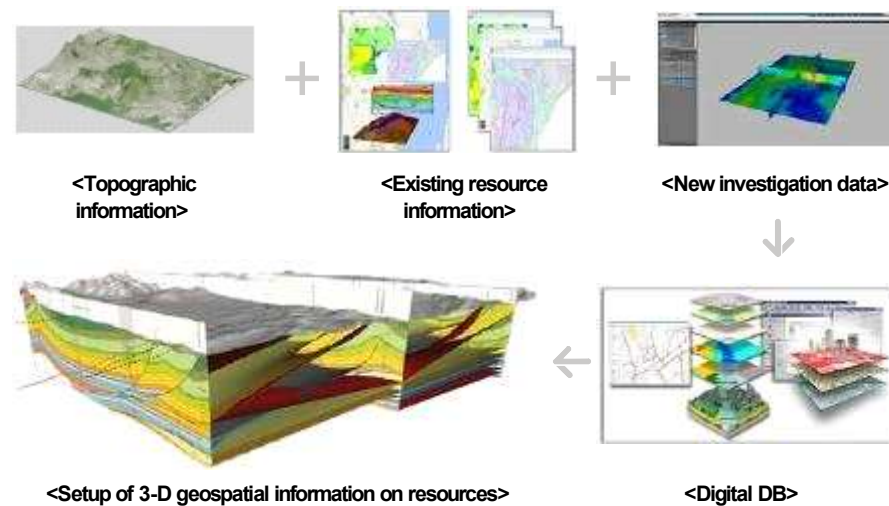 <Topographic
information>
<Existing resource
information>
<New investigation data>
<Setup of 3-D geospatial information on resources>
<Digital DB>